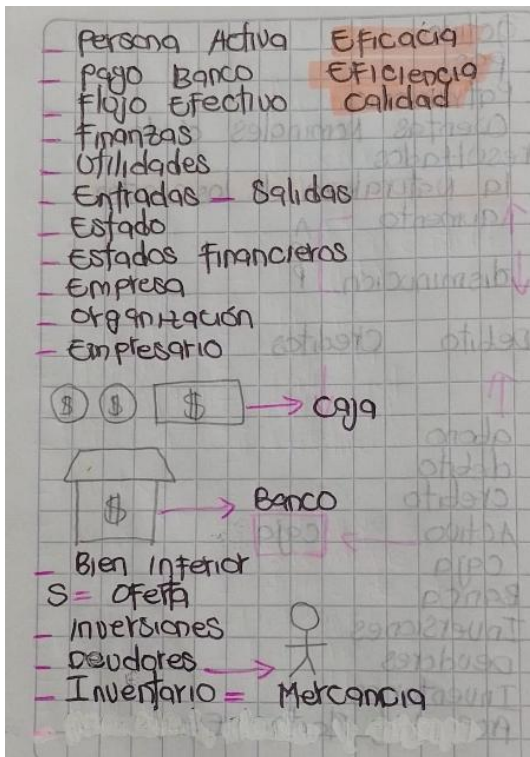 - Persona Activa Eficacia
- Pago Banco Eficiencia
- Flujo Efectivo Calidad
- Finanzas
- Utilidades
- Entradas - Salidas
- Estado
- Estados Financieros
- Empresa
- Organización
- Empresario
$ $ $ → Caja
$ → Banco
- Bien inferior
S = Oferta
- Inversiones
- Deudores →
- Inventario = Mercancia